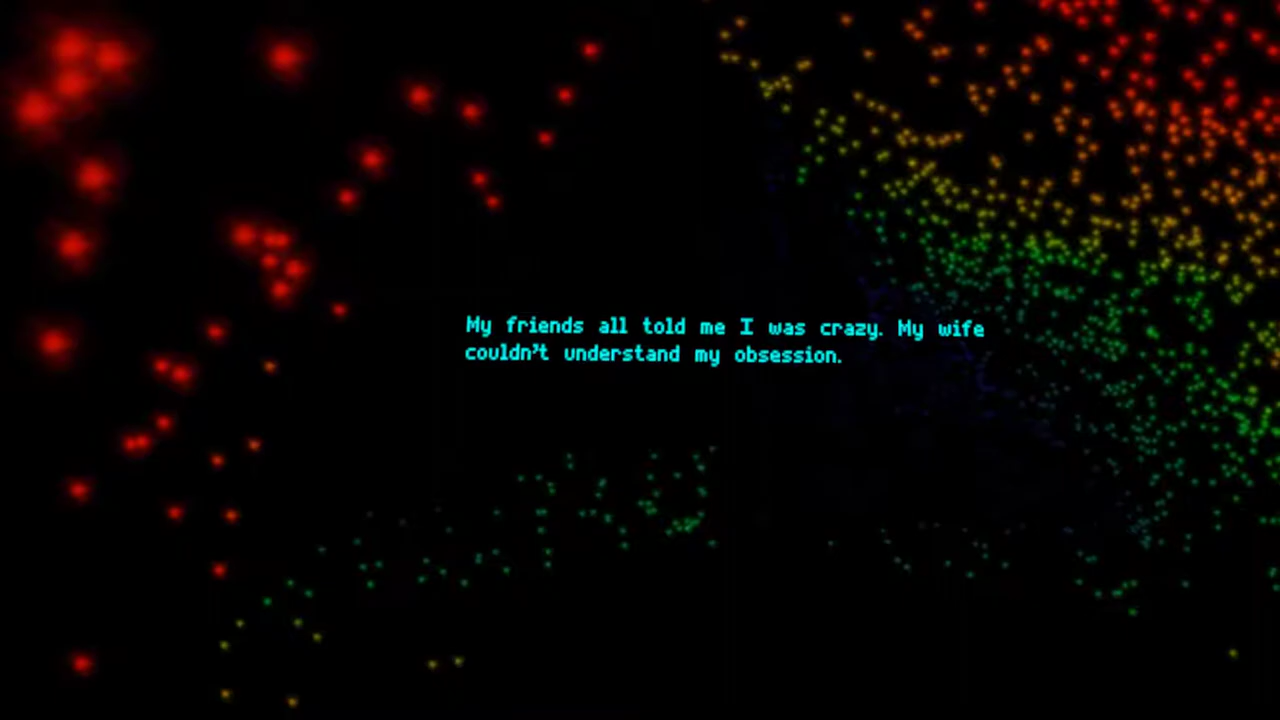 My friends all told me I was crazy. My wife
couldn't understand my obsession.